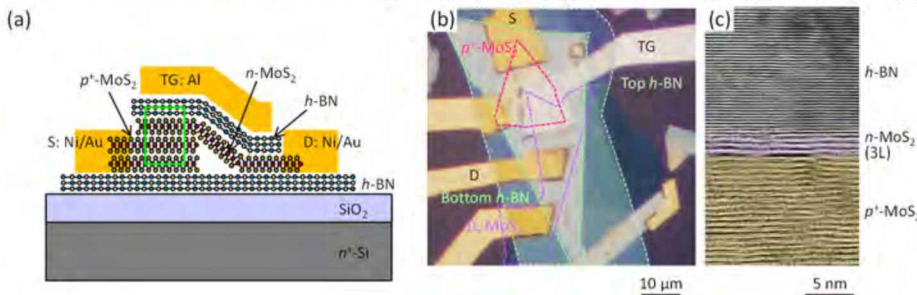 (a)
n-MoS₂
p⁺-MoS₂
TG: Al
h-BN
S: Ni/Au
D: Ni/Au
h-BN
SiO₂
n⁺-Si
(b)
S
p⁺-MoS₂
TG
Top h-BN
D
Bottom h-BN
10 μm
(c)
h-BN
n-MoS₂
(3L)
p⁺-MoS₂
5 nm